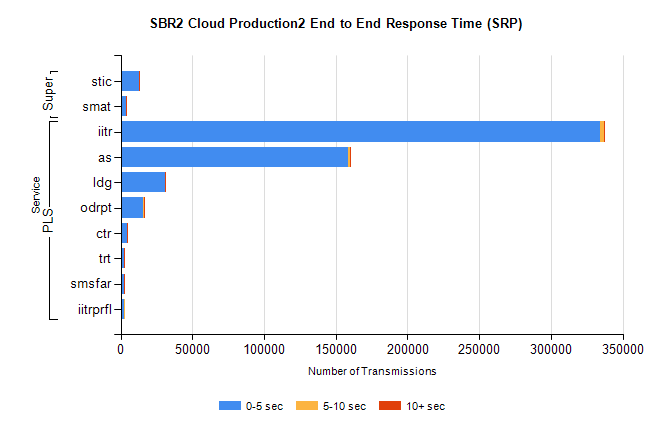 SBR2 Cloud Production2 End to End Response Time (SRP)
Service
Super
PLS
stic
smat
iitr
as
ldg
odrpt
ctr
trt
smsfar
iitrprfl
0 50000 100000 150000 200000 250000 300000 350000
Number of Transmissions
0-5 sec 5-10 sec 10+ sec